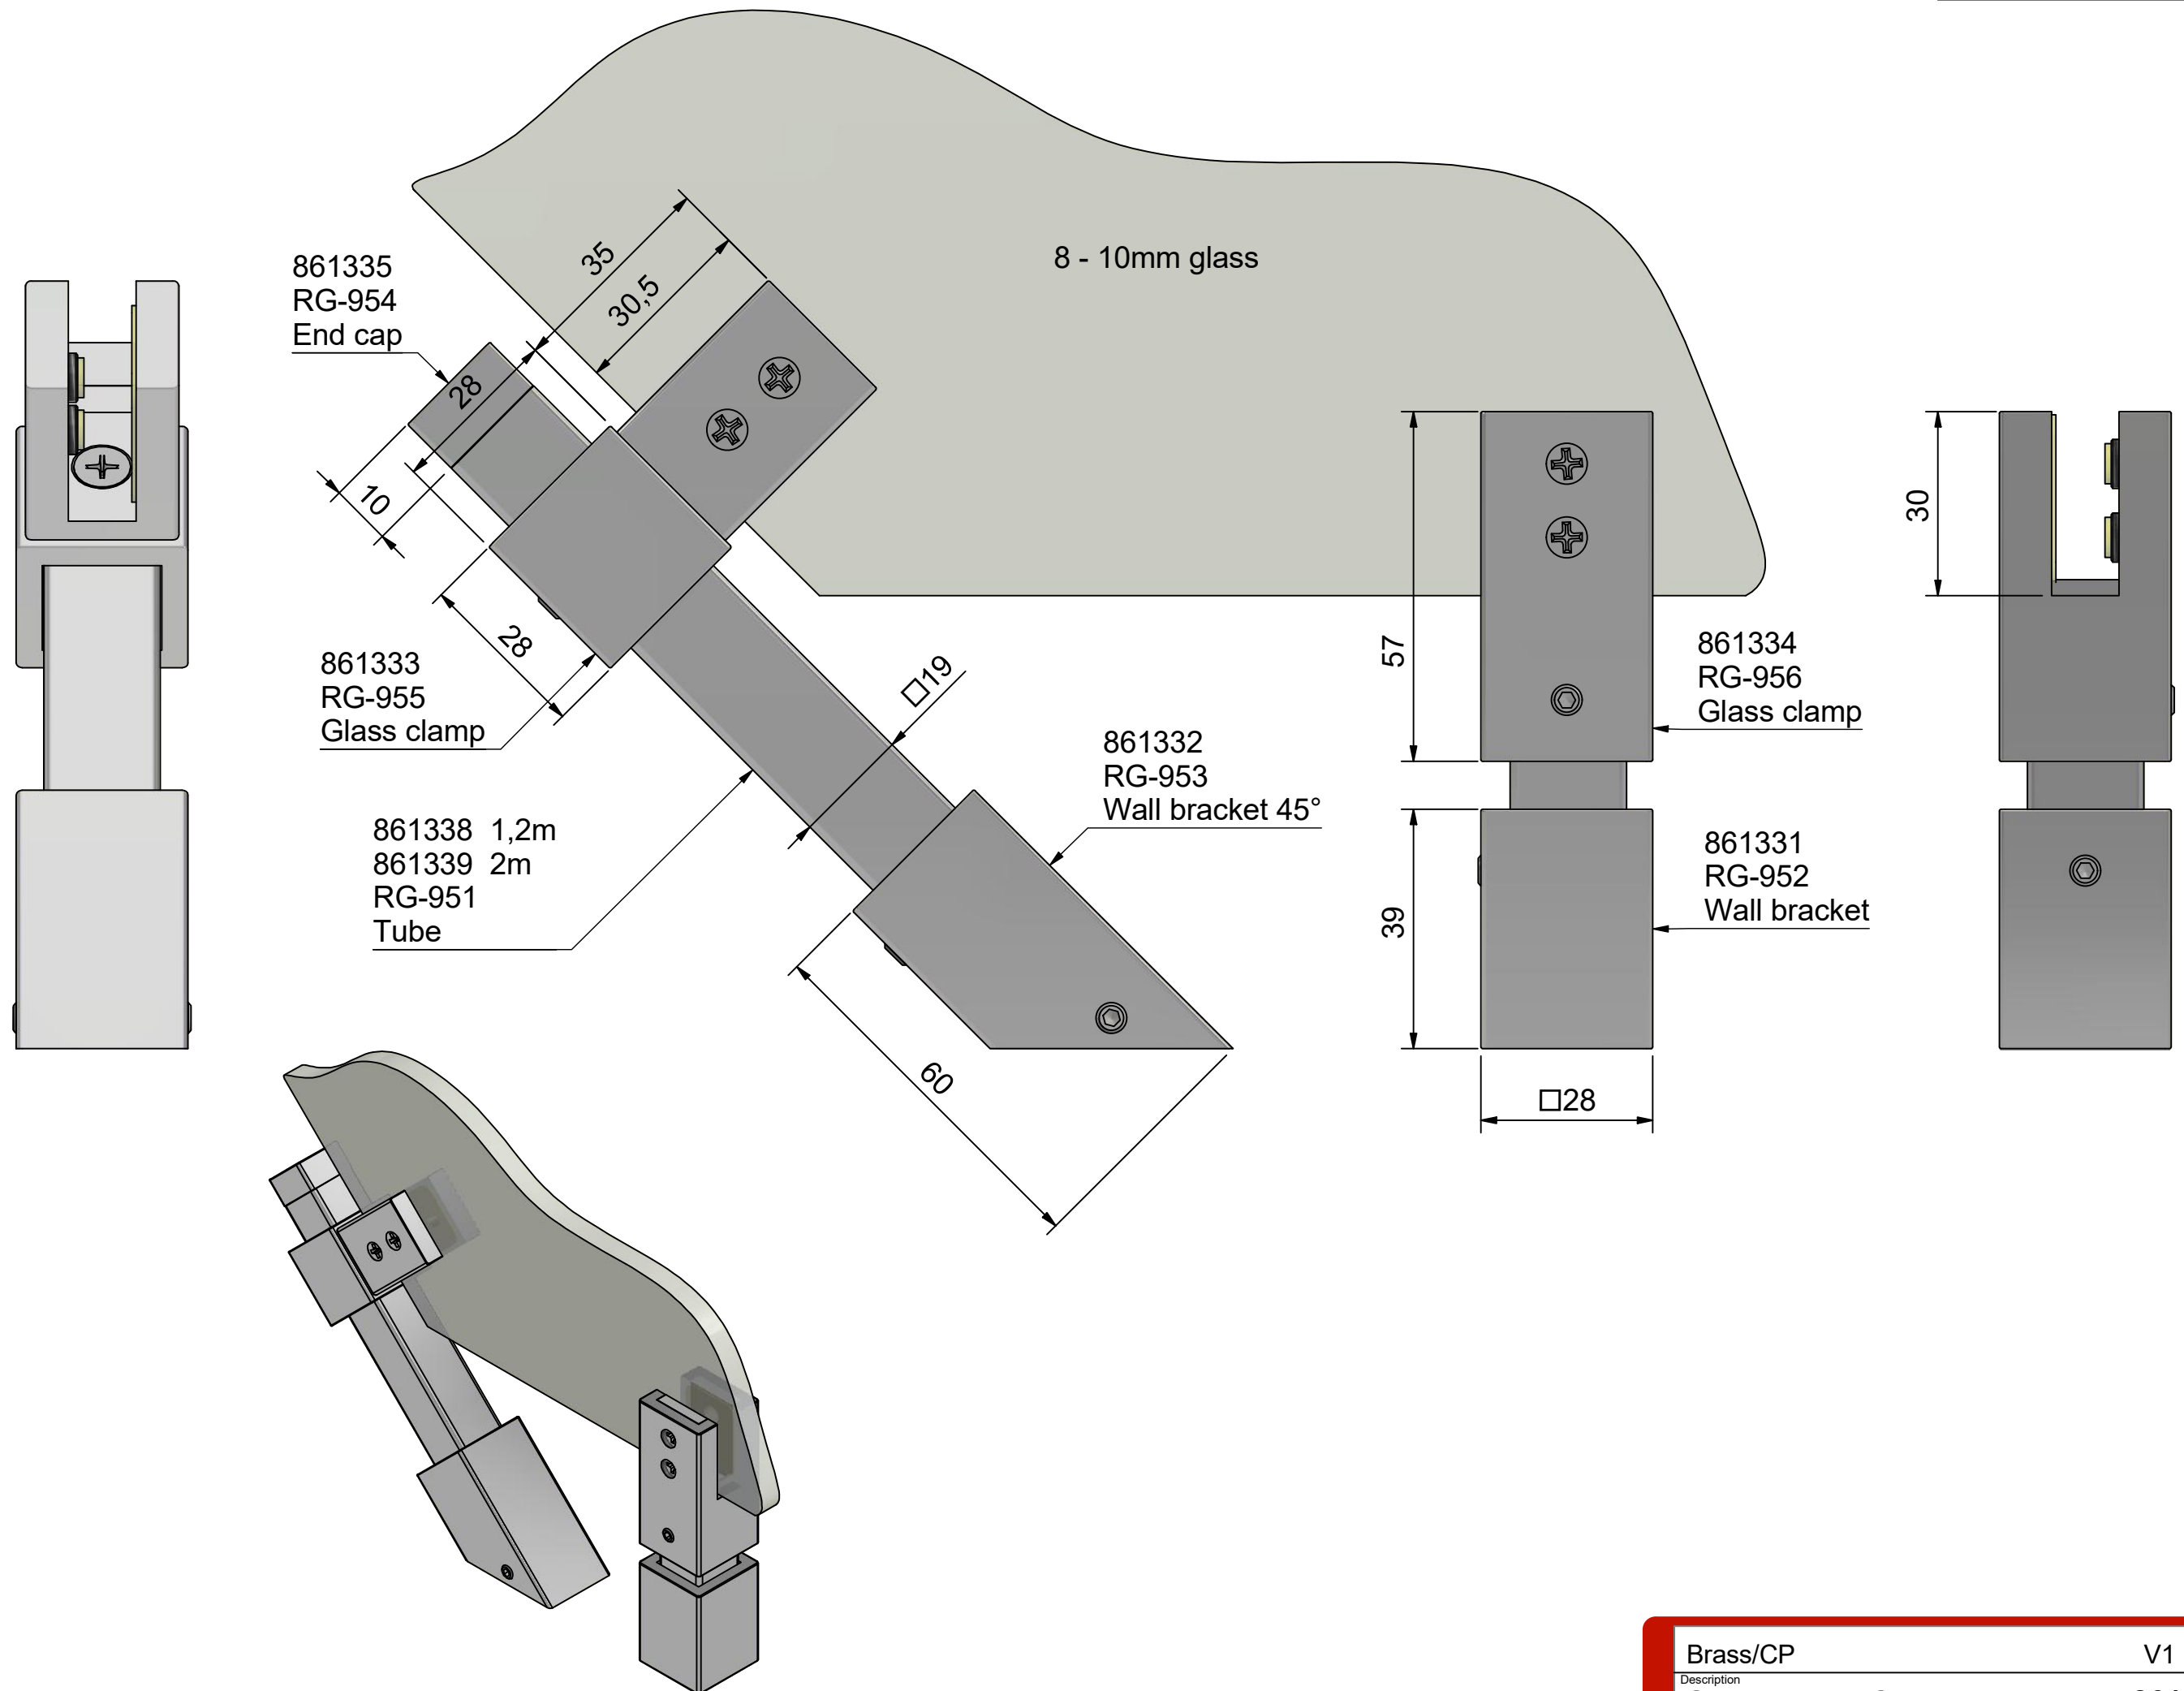 8 - 10mm glass
35
30,5
861335
RG-954
End cap
28
10
28
861333
RG-955
Glass clamp
□19
861338 1,2m
861339 2m
RG-951
Tube
861332
RG-953
Wall bracket 45°
60
57
39
□28
30
861334
RG-956
Glass clamp
861331
RG-952
Wall bracket
Brass/CP V1
Description